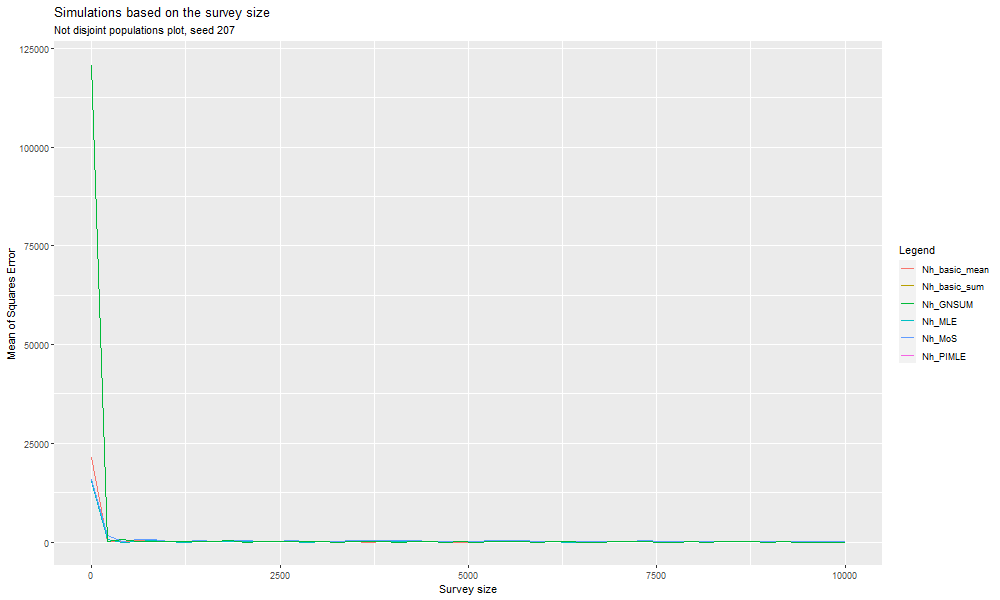 Simulations based on the survey size
Not disjoint populations plot, seed 207
125000
100000
75000
50000
25000
0
Mean of Squares Error
0
2500
5000
7500
10000
Survey size
Legend
Nh_basic_mean
Nh_basic_sum
Nh_GNSUM
Nh_MLE
Nh_MoS
Nh_PIMLE